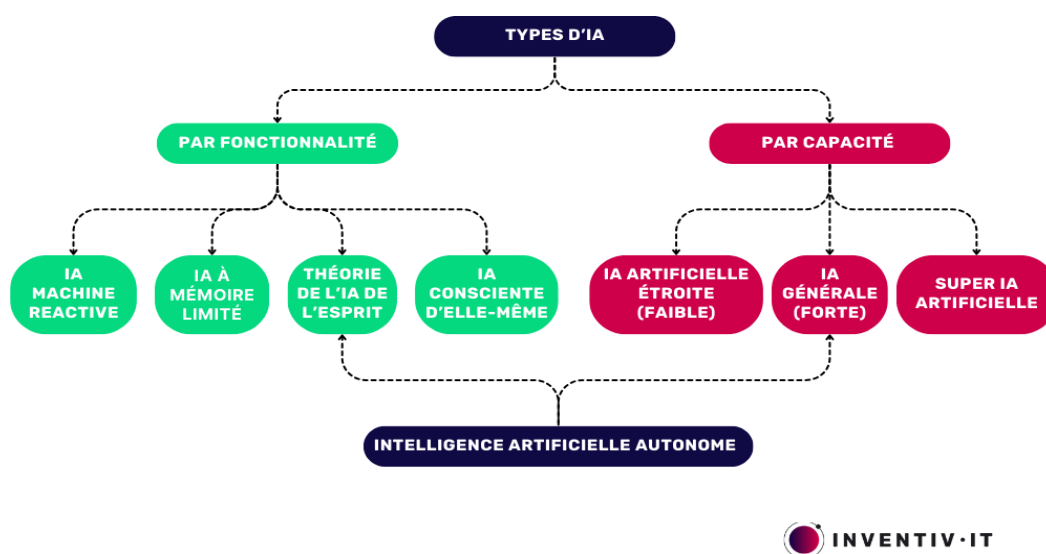 TYPES D'IA
PAR FONCTIONNALITÉ
PAR CAPACITÉ
IA
MACHINE
REACTIVE
IA À
MÉMOIRE
LIMITÉ
THÉORIE
DE L'IA DE
L'ESPRIT
IA
CONSCIENTE
D'ELLE-MÊME
IA ARTIFICIELLE
ÉTROITE
(FAIBLE)
IA
GÉNÉRALE
(FORTE)
SUPER IA
ARTIFICIELLE
INTELLIGENCE ARTIFICIELLE AUTONOME
INVENTIV·IT